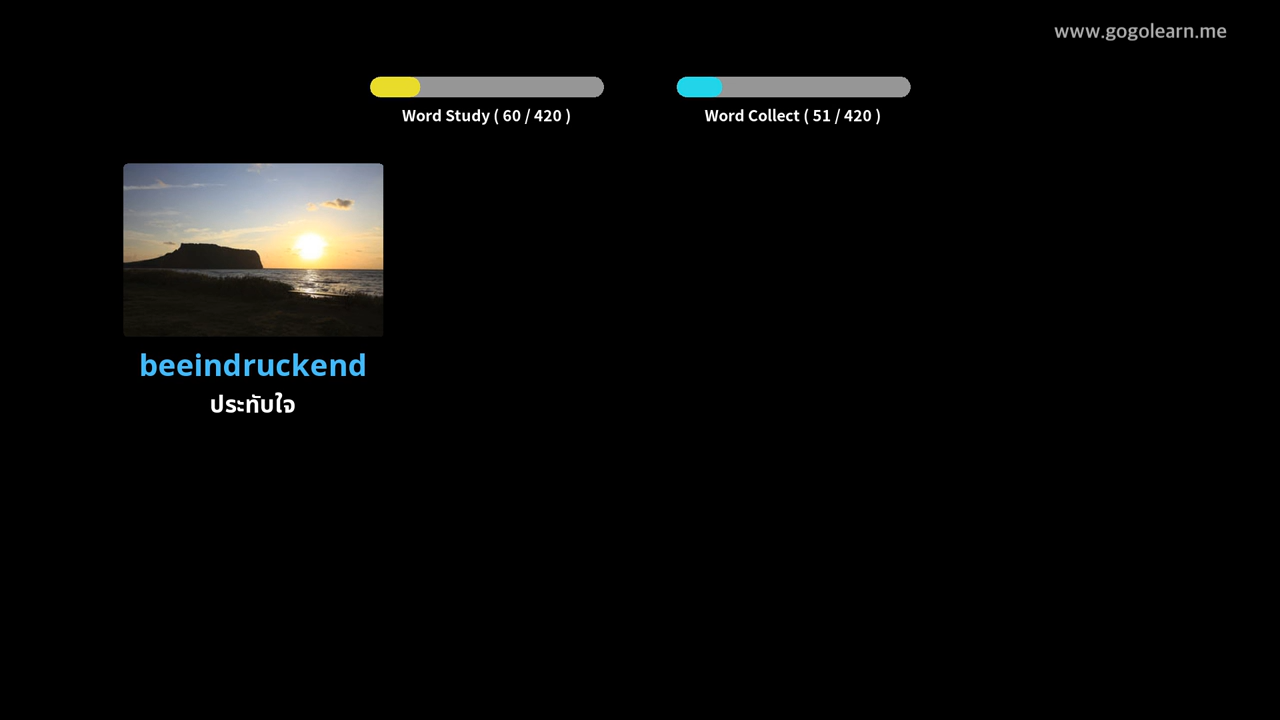 www.gogolearn.me
Word Study ( 60 / 420 )
Word Collect ( 51 / 420 )
beeindruckend
ประทับใจ